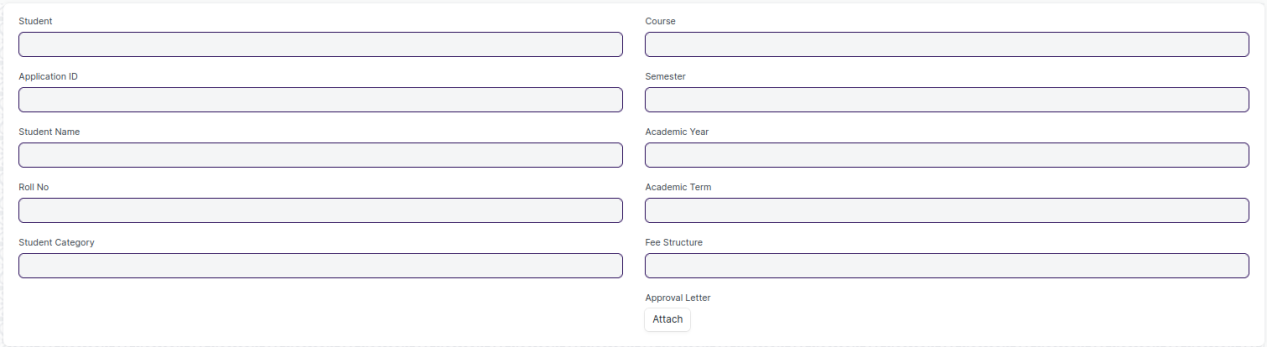 Student
Course
Application ID
Semester
Student Name
Academic Year
Roll No
Academic Term
Student Category
Fee Structure
Approval Letter
Attach